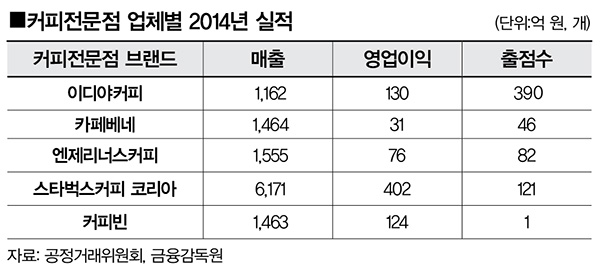 ■커피전문점 업체별 2014년 실적 (단위:억 원, 개)
커피전문점 브랜드 매출 영업이익 출점수
이디야커피 1,162 130 390
카페베네 1,464 31 46
엔제리너스커피 1,555 76 82
스타벅스커피 코리아 6,171 402 121
커피빈 1,463 124 1
자료: 공정거래위원회, 금융감독원